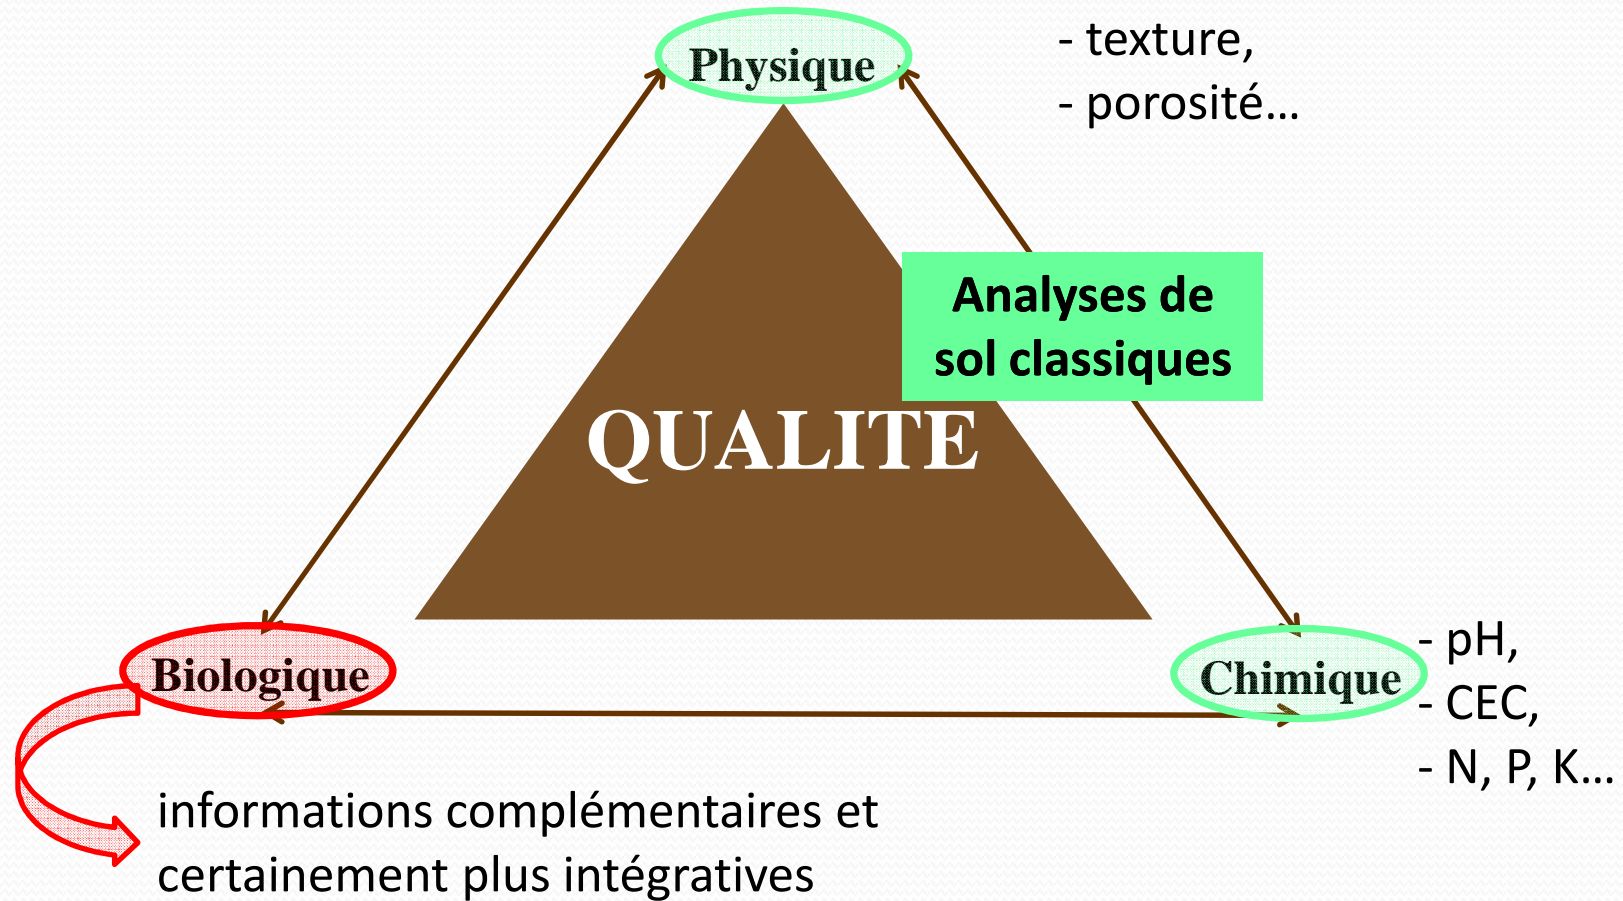 Physique
- texture,
- porosité...
Analyses de
sol classiques
QUALITE
Biologique
Chimique
- pH,
- CEC,
- N, P, K...
informations complémentaires et
certainement plus intégratives